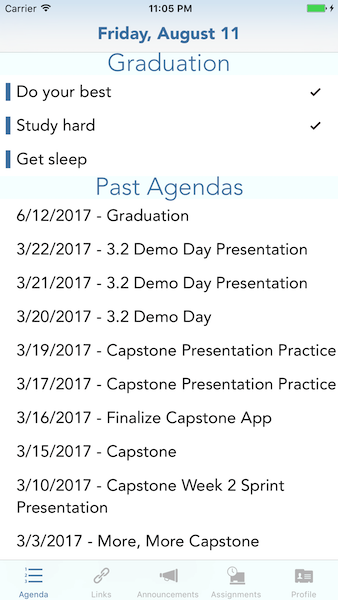 Carrier 11:05 PM
Friday, August 11
Graduation
Do your best
Study hard
Get sleep
Past Agendas
6/12/2017 - Graduation
3/22/2017 - 3.2 Demo Day Presentation
3/21/2017 - 3.2 Demo Day Presentation
3/20/2017 - 3.2 Demo Day
3/19/2017 - Capstone Presentation Practice
3/17/2017 - Capstone Presentation Practice
3/16/2017 - Finalize Capstone App
3/15/2017 - Capstone
3/10/2017 - Capstone Week 2 Sprint
Presentation
3/3/2017 - More, More Capstone
Agenda Links Announcements Assignments Profile